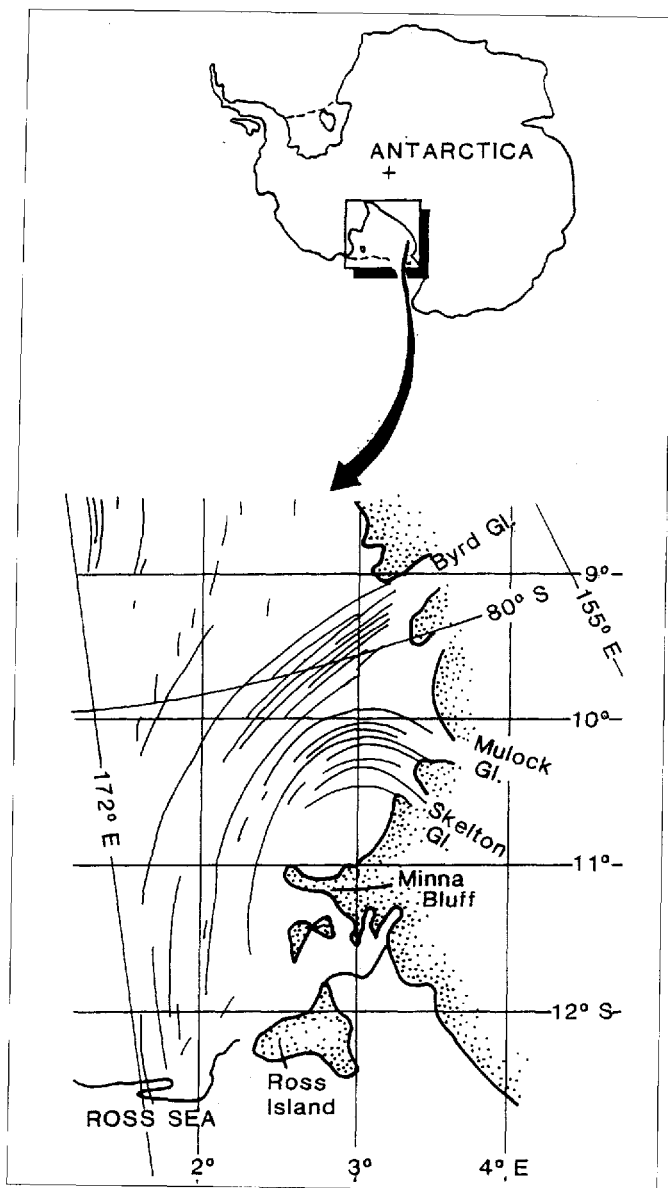 ANTARCTICA
+
Byrd Gl.
9°
80° S
155° E
10°
Mulock
Gl.
172° E
Skelton
Gl.
11°
Minna
Bluff
12° S
Ross
Island
ROSS SEA
2°
3°
4° E